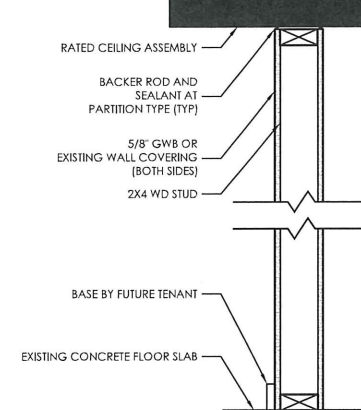 RATED CEILING ASSEMBLY
BACKER ROD AND
SEALANT AT
PARTITION TYPE (TYP)
5/8" GWB OR
EXISTING WALL COVERING
(BOTH SIDES)
2X4 WD STUD
BASE BY FUTURE TENANT
EXISTING CONCRETE FLOOR SLAB